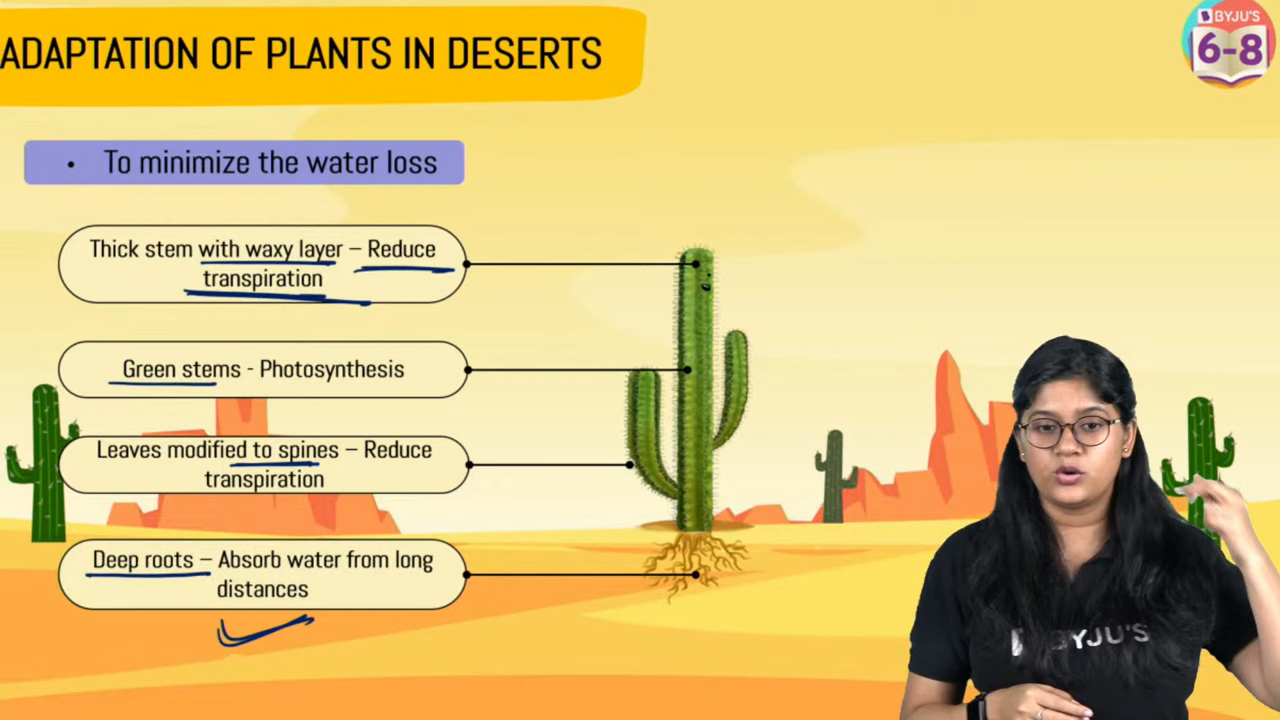 ADAPTATION OF PLANTS IN DESERTS
BYJU'S
6-8
• To minimize the water loss
Thick stem with waxy layer – Reduce
transpiration
Green stems - Photosynthesis
Leaves modified to spines – Reduce
transpiration
Deep roots – Absorb water from long
distances
BYJU'S